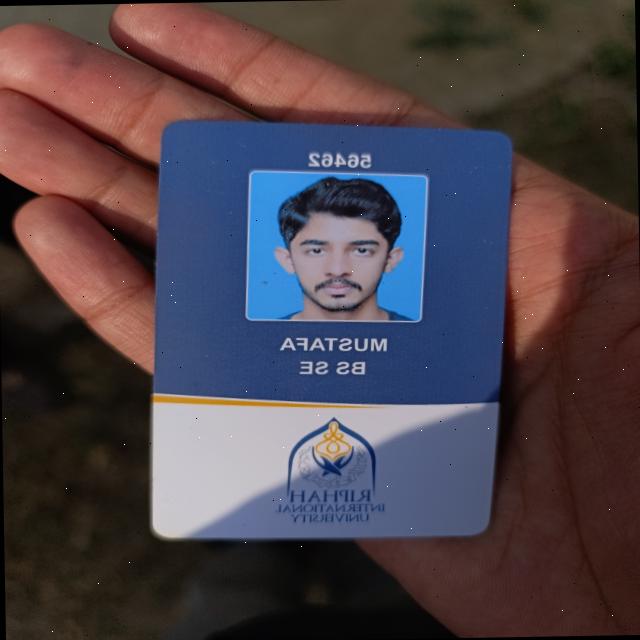 56462
MUSTAFA
BS SE
RIPHAH
INTERNATIONAL
UNIVERSITY